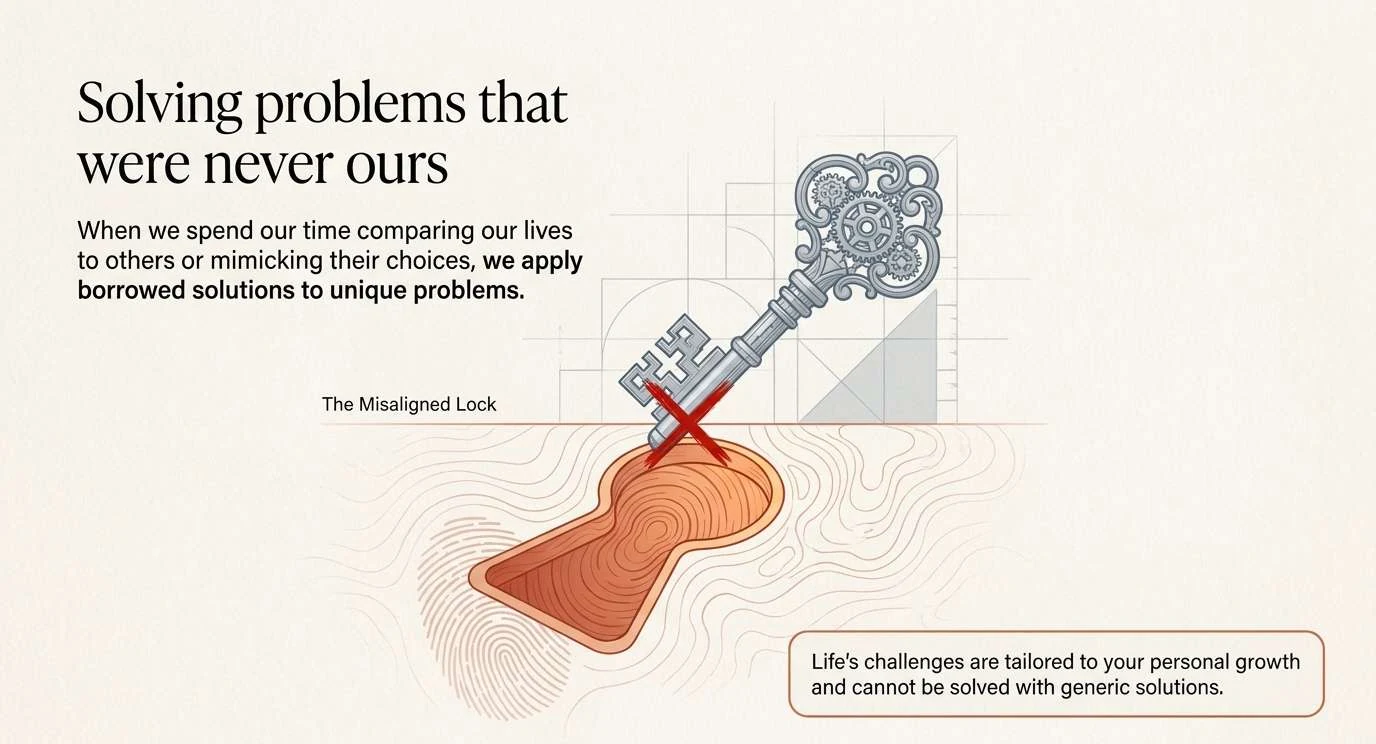 Solving problems that
were never ours
When we spend our time comparing our lives
to others or mimicking their choices, we apply
borrowed solutions to unique problems.
The Misaligned Lock
Life's challenges are tailored to your personal growth
and cannot be solved with generic solutions.